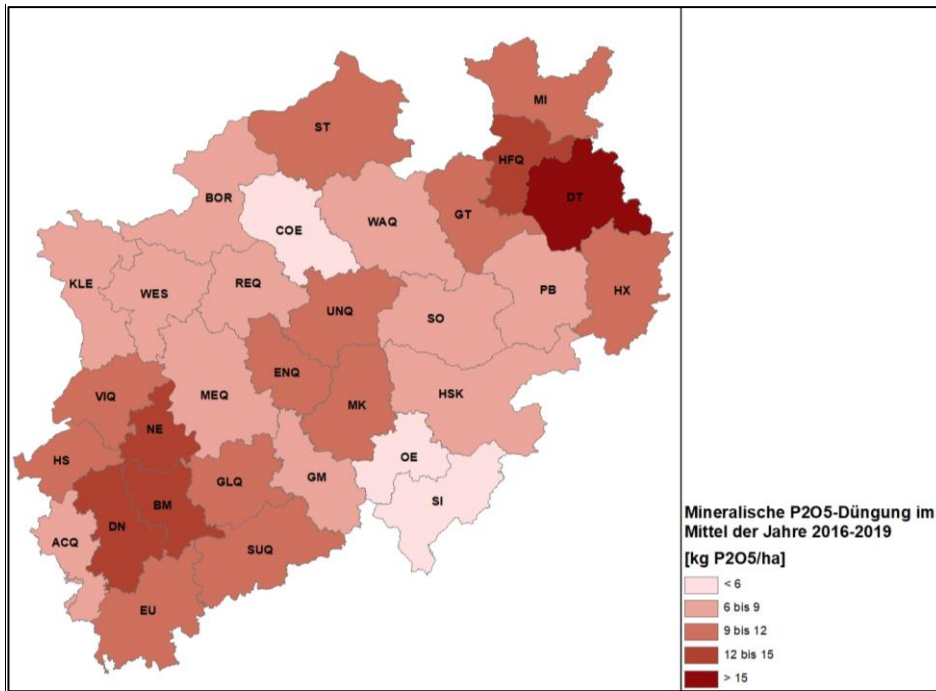 MI
ST
HFQ
DT
BOR
GT
WAQ
COE
KLE
REQ
PB
HX
WES
UNQ
SO
ENQ
HSK
VIQ
MEQ
MK
NE
HS
OE
GLQ
GM
BM
SI
DN
ACQ
SUQ
EU
Mineralische P2O5-Düngung im
Mittel der Jahre 2016-2019
[kg P2O5/ha]
< 6
6 bis 9
9 bis 12
12 bis 15
> 15